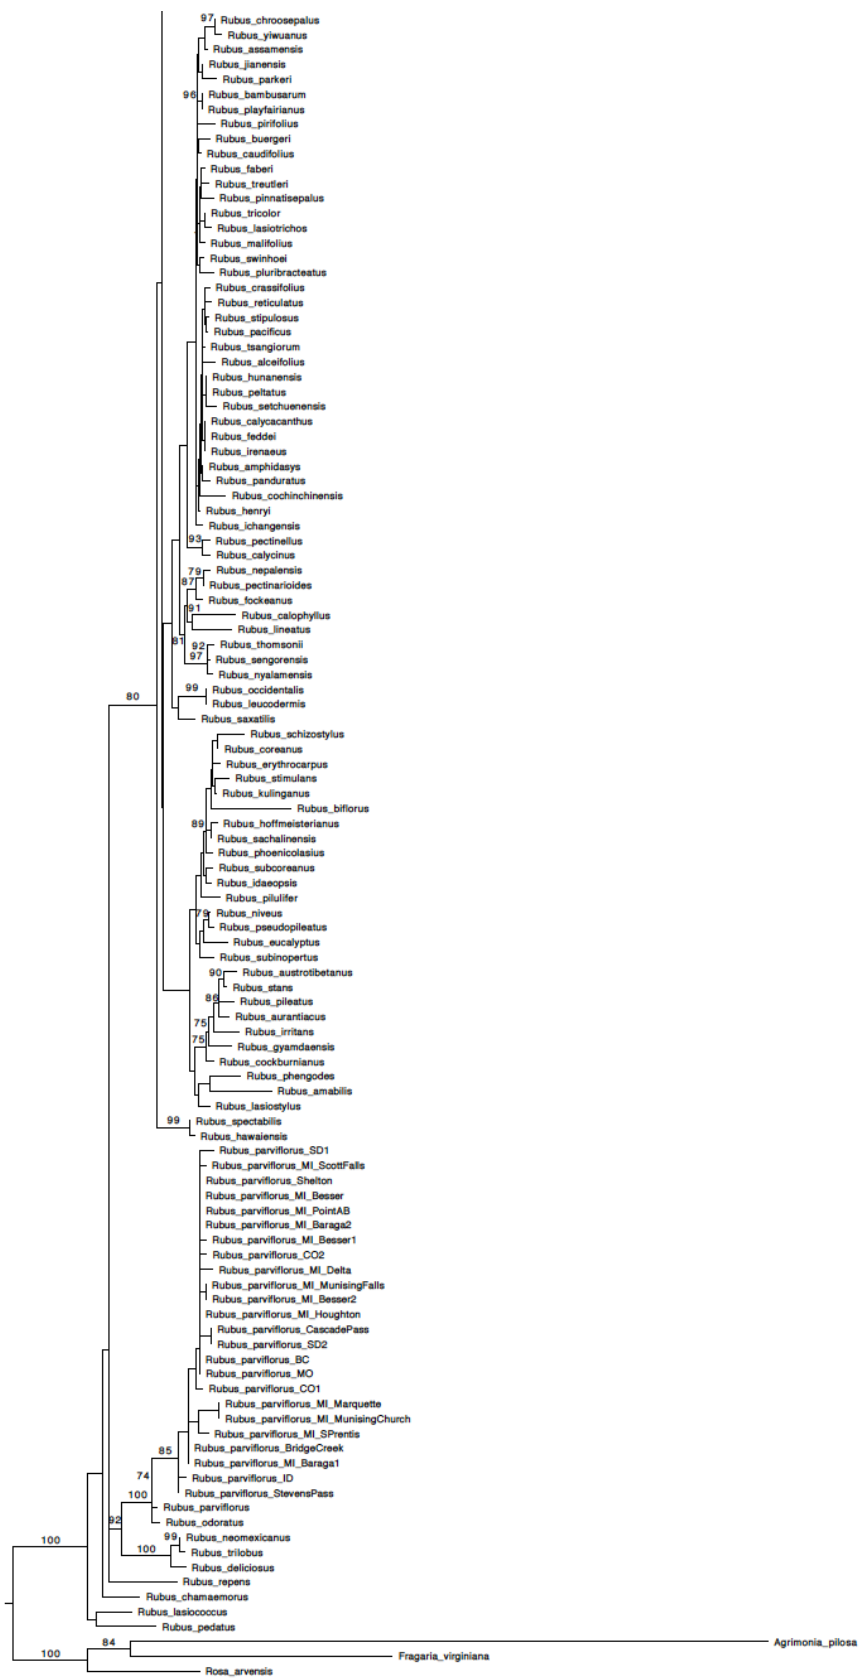 97
Rubus_chroosepalus
Rubus_yiwuanus
Rubus_assamensis
Rubus_jianensis
Rubus_parkeri
96
Rubus_bambusarum
Rubus_playfairianus
Rubus_pirifolius
Rubus_buergeri
Rubus_caudifolius
Rubus_faberi
Rubus_treutleri
Rubus_pinnatisepalus
Rubus_tricolor
Rubus_lasiotrichos
Rubus_malifolius
Rubus_swinhoei
Rubus_pluribracteatus
Rubus_crassifolius
Rubus_reticulatus
Rubus_stipulosus
Rubus_pacificus
Rubus_tsangiorum
Rubus_alceifolius
Rubus_hunanensis
Rubus_peltatus
Rubus_setchuenensis
Rubus_calycacanthus
Rubus_feddei
Rubus_irenaeus
Rubus_amphidasys
Rubus_panduratus
Rubus_cochinchinensis
Rubus_henryi
Rubus_ichangensis
93
Rubus_pectinellus
Rubus_calycinus
79
Rubus_nepalensis
87
Rubus_pectinarioides
Rubus_fockeanus
91
Rubus_calophyllus
Rubus_lineatus
81
92
Rubus_thomsonii
97
Rubus_sengorensis
Rubus_nyalamensis
99
Rubus_occidentalis
80
Rubus_leucodermis
Rubus_saxatilis
Rubus_schizostylus
Rubus_coreanus
Rubus_erythrocarpus
Rubus_stimulans
Rubus_kulinganus
Rubus_biflorus
89
Rubus_hoffmeisterianus
Rubus_sachalinensis
Rubus_phoenicolasius
Rubus_subcoreanus
Rubus_idaeopsis
Rubus_pilulifer
79
Rubus_niveus
Rubus_pseudopileatus
Rubus_eucalyptus
Rubus_subinopertus
90
Rubus_austrotibetanus
Rubus_stans
86
Rubus_pileatus
Rubus_aurantiacus
75
Rubus_irritans
75
Rubus_gyamdaensis
Rubus_cockburnianus
Rubus_phengodes
Rubus_amabilis
Rubus_lasiostylus
99
Rubus_spectabilis
Rubus_hawaiensis
Rubus_parviflorus_SD1
Rubus_parviflorus_MI_ScottFalls
Rubus_parviflorus_Shelton
Rubus_parviflorus_MI_Besser
Rubus_parviflorus_MI_PointAB
Rubus_parviflorus_MI_Baraga2
Rubus_parviflorus_MI_Besser1
Rubus_parviflorus_CO2
Rubus_parviflorus_MI_Delta
Rubus_parviflorus_MI_MunisingFalls
Rubus_parviflorus_MI_Besser2
Rubus_parviflorus_MI_Houghton
Rubus_parviflorus_CascadePass
Rubus_parviflorus_SD2
Rubus_parviflorus_BC
Rubus_parviflorus_MO
Rubus_parviflorus_CO1
Rubus_parviflorus_MI_Marquette
Rubus_parviflorus_MI_MunisingChurch
Rubus_parviflorus_MI_SPrentis
85
Rubus_parviflorus_BridgeCreek
Rubus_parviflorus_MI_Baraga1
74
Rubus_parviflorus_ID
100
Rubus_parviflorus_StevensPass
Rubus_parviflorus
92
Rubus_odoratus
99
Rubus_neomexicanus
100
100
Rubus_trilobus
Rubus_deliciosus
Rubus_repens
Rubus_chamaemorus
Rubus_lasiococcus
Rubus_pedatus
84
Agrimonia_pilosa
100
Fragaria_virginiana
Rosa_arvensis